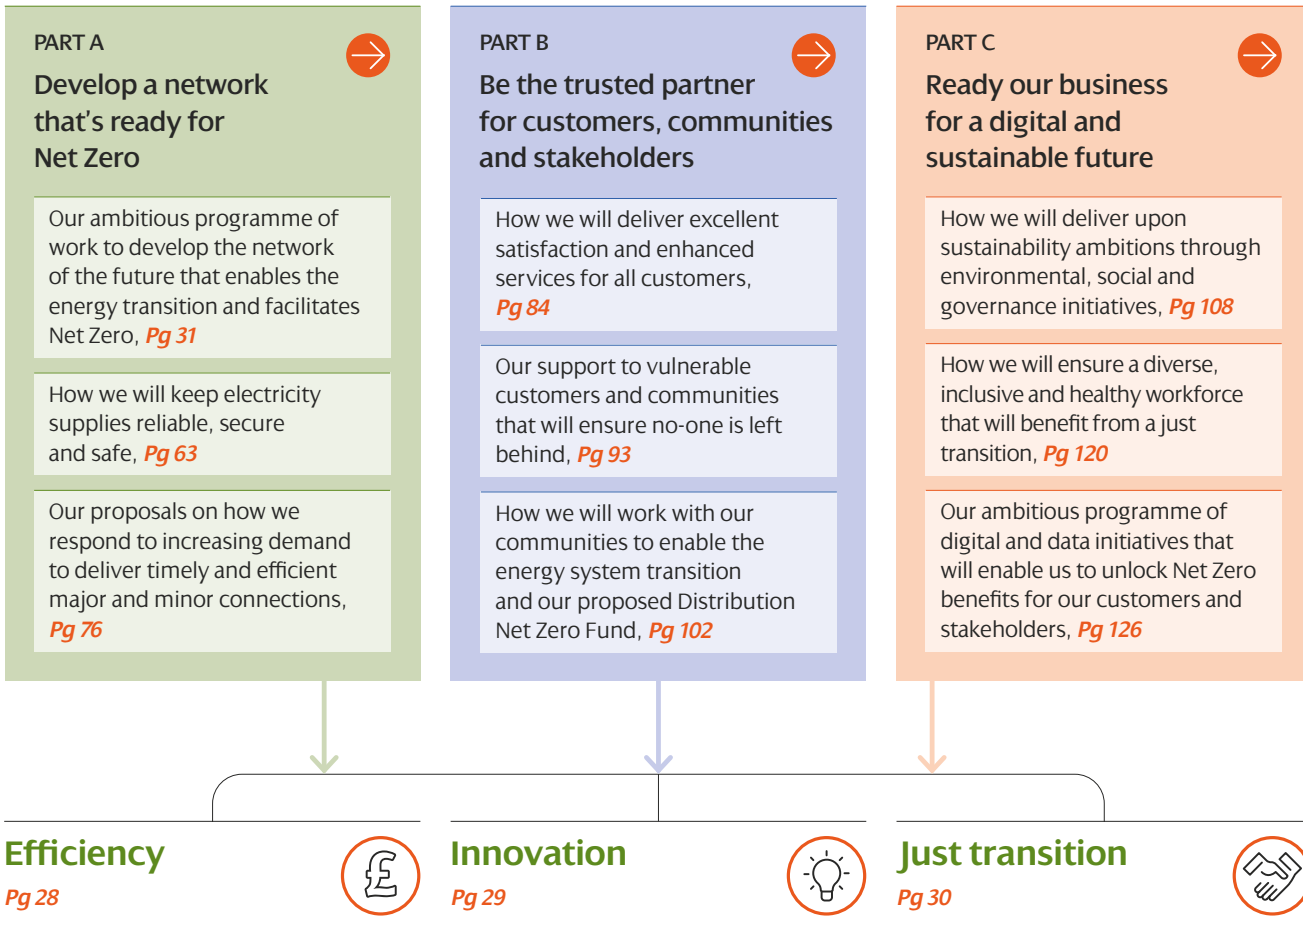 PART A
Develop a network
that’s ready for
Net Zero
Our ambitious programme of
work to develop the network
of the future that enables the
energy transition and facilitates
Net Zero, Pg 31
How we will keep electricity
supplies reliable, secure
and safe, Pg 63
Our proposals on how we
respond to increasing demand
to deliver timely and efficient
major and minor connections,
Pg 76
PART B
Be the trusted partner
for customers, communities
and stakeholders
How we will deliver excellent
satisfaction and enhanced
services for all customers,
Pg 84
Our support to vulnerable
customers and communities
that will ensure no-one is left
behind, Pg 93
How we will work with our
communities to enable the
energy system transition
and our proposed Distribution
Net Zero Fund, Pg 102
PART C
Ready our business
for a digital and
sustainable future
How we will deliver upon
sustainability ambitions through
environmental, social and
governance initiatives, Pg 108
How we will ensure a diverse,
inclusive and healthy workforce
that will benefit from a just
transition, Pg 120
Our ambitious programme of
digital and data initiatives that
will enable us to unlock Net Zero
benefits for our customers and
stakeholders, Pg 126
Efficiency
Pg 28
£
Innovation
Pg 29
Just transition
Pg 30